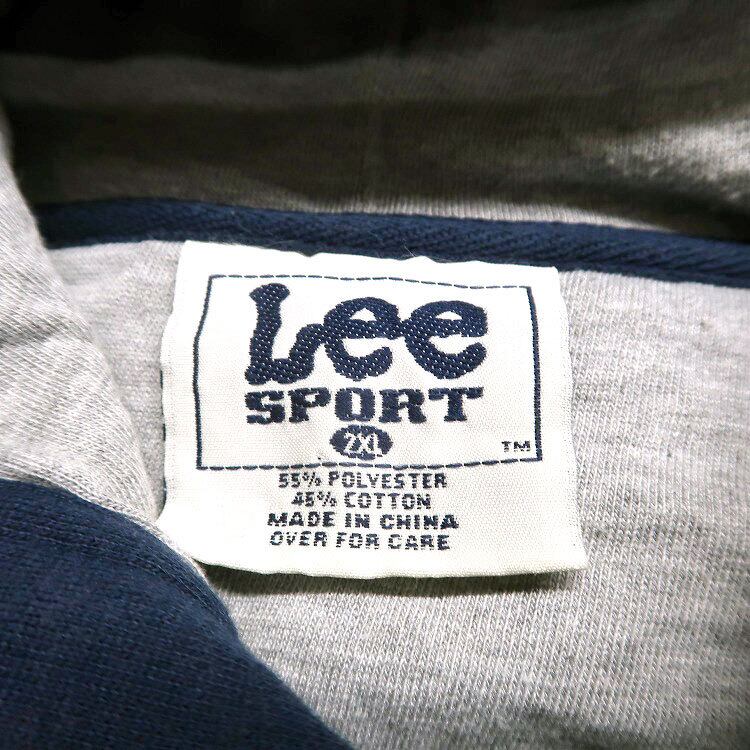 Lee
SPORT
2XL
TM
55% POLYESTER
45% COTTON
MADE IN CHINA
OVER FOR CARE